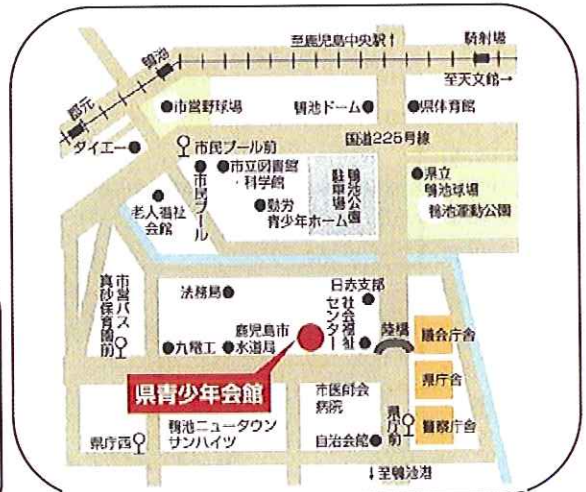 至鹿児島中央駅↑
騎射場
至天文館→
鴨池
郡元
市営野球場
鴨池ドーム
県体育館
国道225号線
ダイエー
市民プール前
市立図書館
・科学館
市民プール
鴨池公園
駐車場
県立
鴨池球場
鴨池運動公園
老人福祉
会館
勤労
青少年ホーム
市営バス
真砂保育園前
法務局
日赤支部
社会福祉
センター
陸橋
議会庁舎
九電工
鹿児島市
水道局
県青少年会館
県庁舎
市医師会
病院
県庁前
警察庁舎
県庁西
鴨池ニュータウン
サンハイツ
自治会館
↓至鴨池港